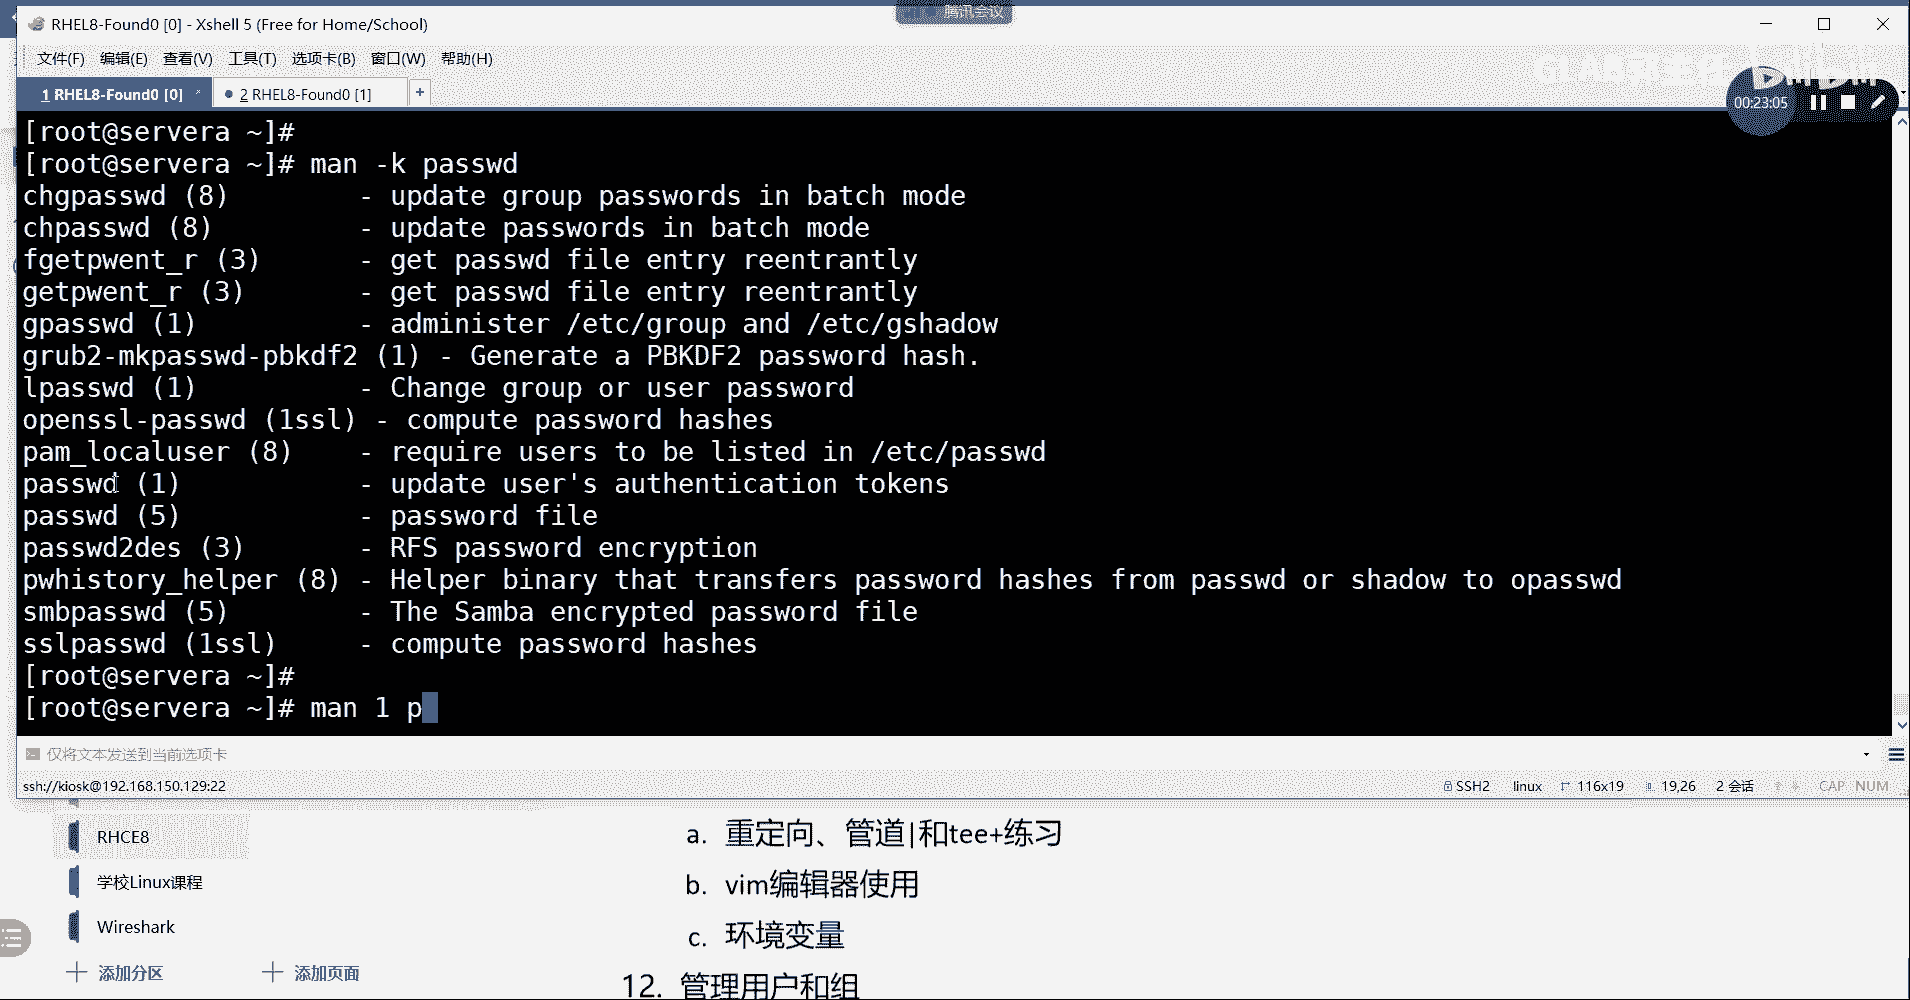 腾讯会议
RHEL8-Found0 [0] - Xshell 5 (Free for Home/School)
文件(F) 编辑(E) 查看(V) 工具(T) 选项卡(B) 窗口(W) 帮助(H)
1 RHEL8-Found0 [0] × 2 RHEL8-Found0 [1] +
00:23:05
[root@servera ~]#
[root@servera ~]# man -k passwd
chgpasswd (8) - update group passwords in batch mode
chpasswd (8) - update passwords in batch mode
fgetpwent_r (3) - get passwd file entry reentrantly
getpwent_r (3) - get passwd file entry reentrantly
gpasswd (1) - administer /etc/group and /etc/gshadow
grub2-mkpasswd-pbkdf2 (1) - Generate a PBKDF2 password hash.
lpasswd (1) - Change group or user password
openssl-passwd (1ssl) - compute password hashes
pam_localuser (8) - require users to be listed in /etc/passwd
passwd (1) - update user's authentication tokens
passwd (5) - password file
passwd2des (3) - RFS password encryption
pwhistory_helper (8) - Helper binary that transfers password hashes from passwd or shadow to opasswd
smbpasswd (5) - The Samba encrypted password file
sslpasswd (1ssl) - compute password hashes
[root@servera ~]#
[root@servera ~]# man 1 p
仅将文本发送到当前选项卡
ssh://kiosk@192.168.150.129:22 SSH2 linux 116x19 19,26 2 会话 CAP NUM
RHCE8
学校Linux课程
Wireshark
添加分区 添加页面
a. 重定向、管道|和tee+练习
b. vim编辑器使用
c. 环境变量
12. 管理用户和组